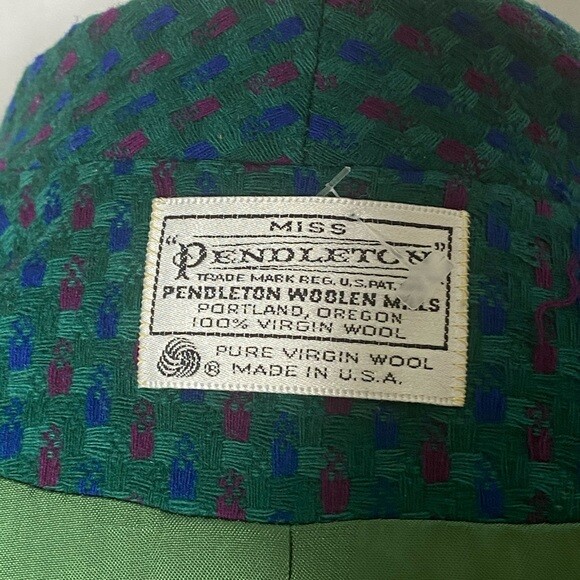 MISS
"PENDLETON"
TRADE MARK REG. U.S. PAT.
PENDLETON WOOLEN MILLS
PORTLAND, OREGON
100% VIRGIN WOOL
PURE VIRGIN WOOL
® MADE IN U.S.A.